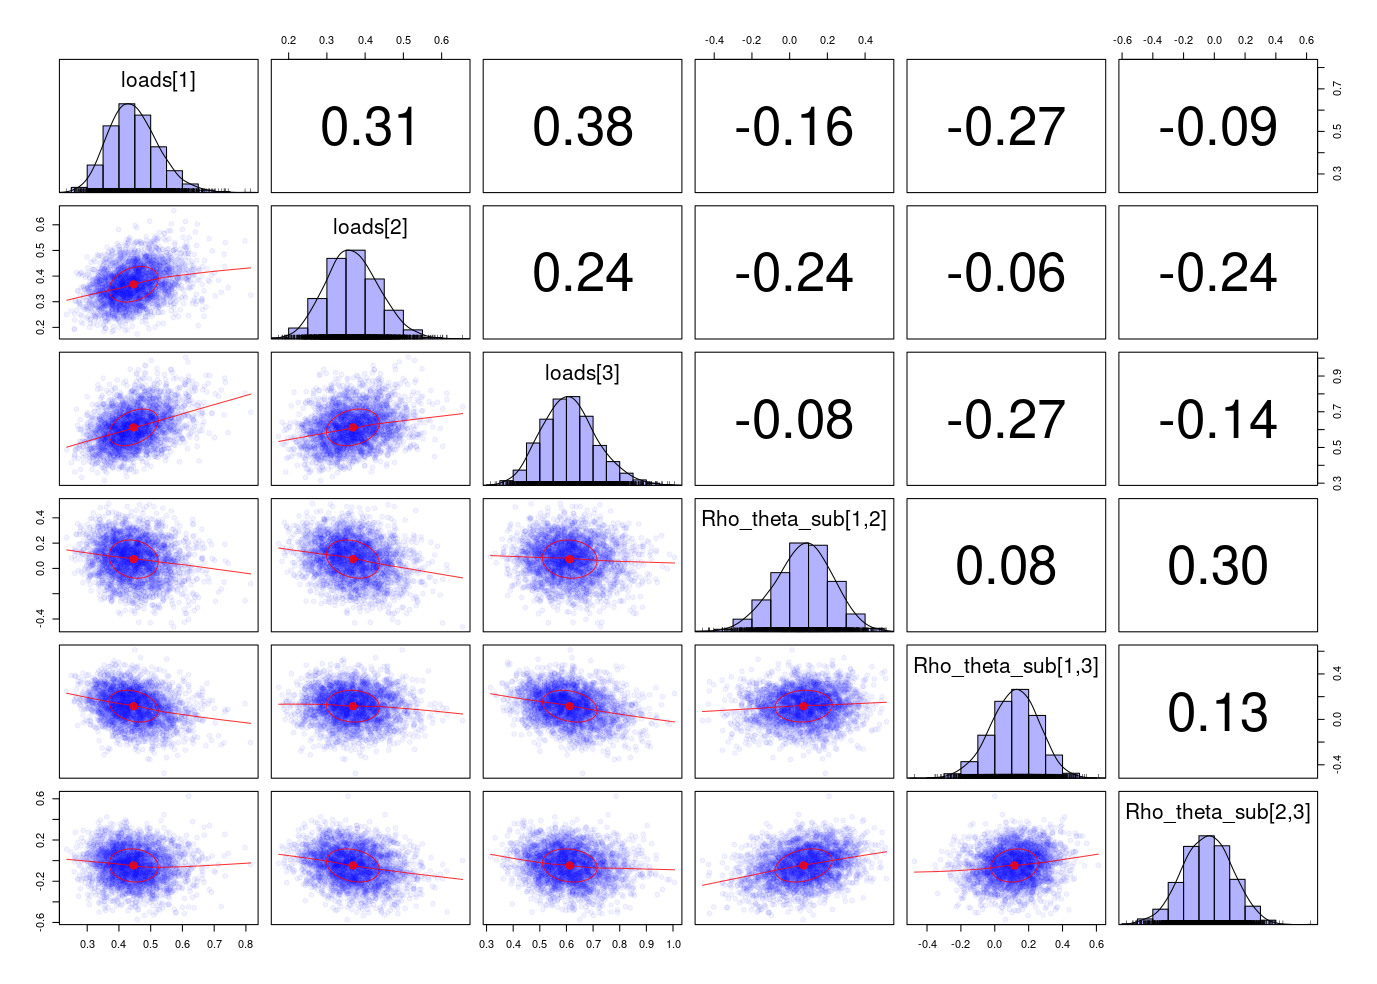 0.2 0.3 0.4 0.5 0.6 -0.4 0.0 0.2 0.4 -0.6 -0.2 0.0 0.2 0.4 0.6
loads[1] 0.31 0.38 -0.16 -0.27 -0.09
0.3 0.5 0.7
0.2 0.3 0.4 0.5 0.6
loads[2] 0.24 -0.24 -0.06 -0.24
loads[3] -0.08 -0.27 -0.14
0.3 0.5 0.7 0.9
-0.4 0.0 0.2 0.4
Rho_theta_sub[1,2] 0.08 0.30
Rho_theta_sub[1,3] 0.13
-0.4 0.0 0.4
-0.6 -0.2 0.2 0.6
Rho_theta_sub[2,3]
0.3 0.4 0.5 0.6 0.7 0.8 0.3 0.4 0.5 0.6 0.7 0.8 0.9 1.0 -0.4 -0.2 0.0 0.2 0.4 0.6